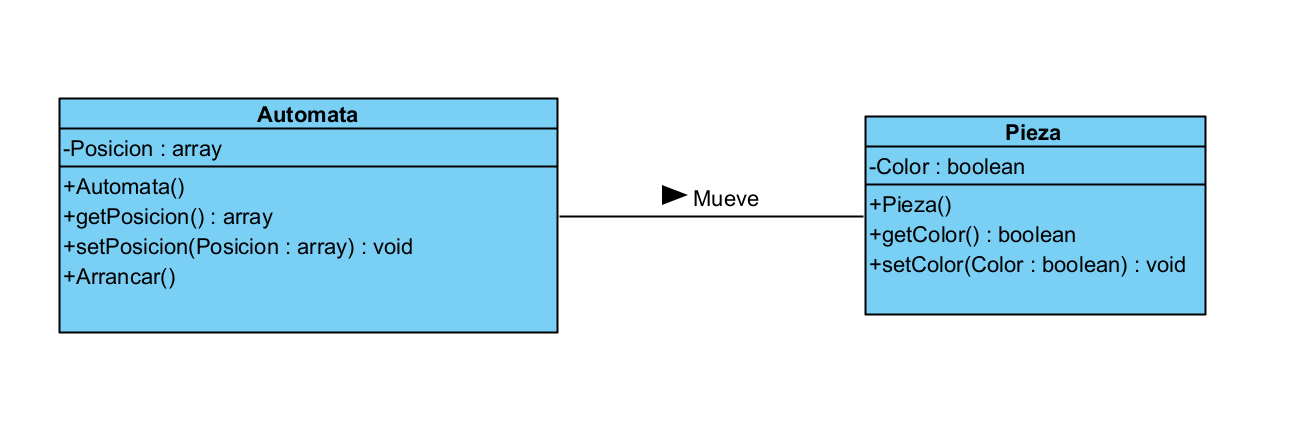 Automata
-Posicion : array
+Automata()
+getPosicion() : array
+setPosicion(Posicion : array) : void
+Arrancar()
Mueve
Pieza
-Color : boolean
+Pieza()
+getColor() : boolean
+setColor(Color : boolean) : void